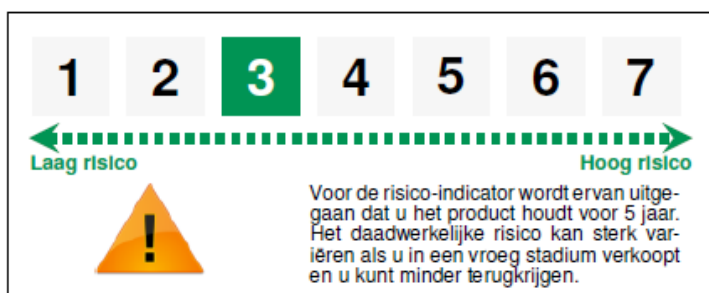 1 2 3 4 5 6 7
Laag risico Hoog risico
!
Voor de risico-indicator wordt ervan uitge-
gaan dat u het product houdt voor 5 jaar.
Het daadwerkelijke risico kan sterk var-
iëren als u in een vroeg stadium verkoopt
en u kunt minder terugkrijgen.